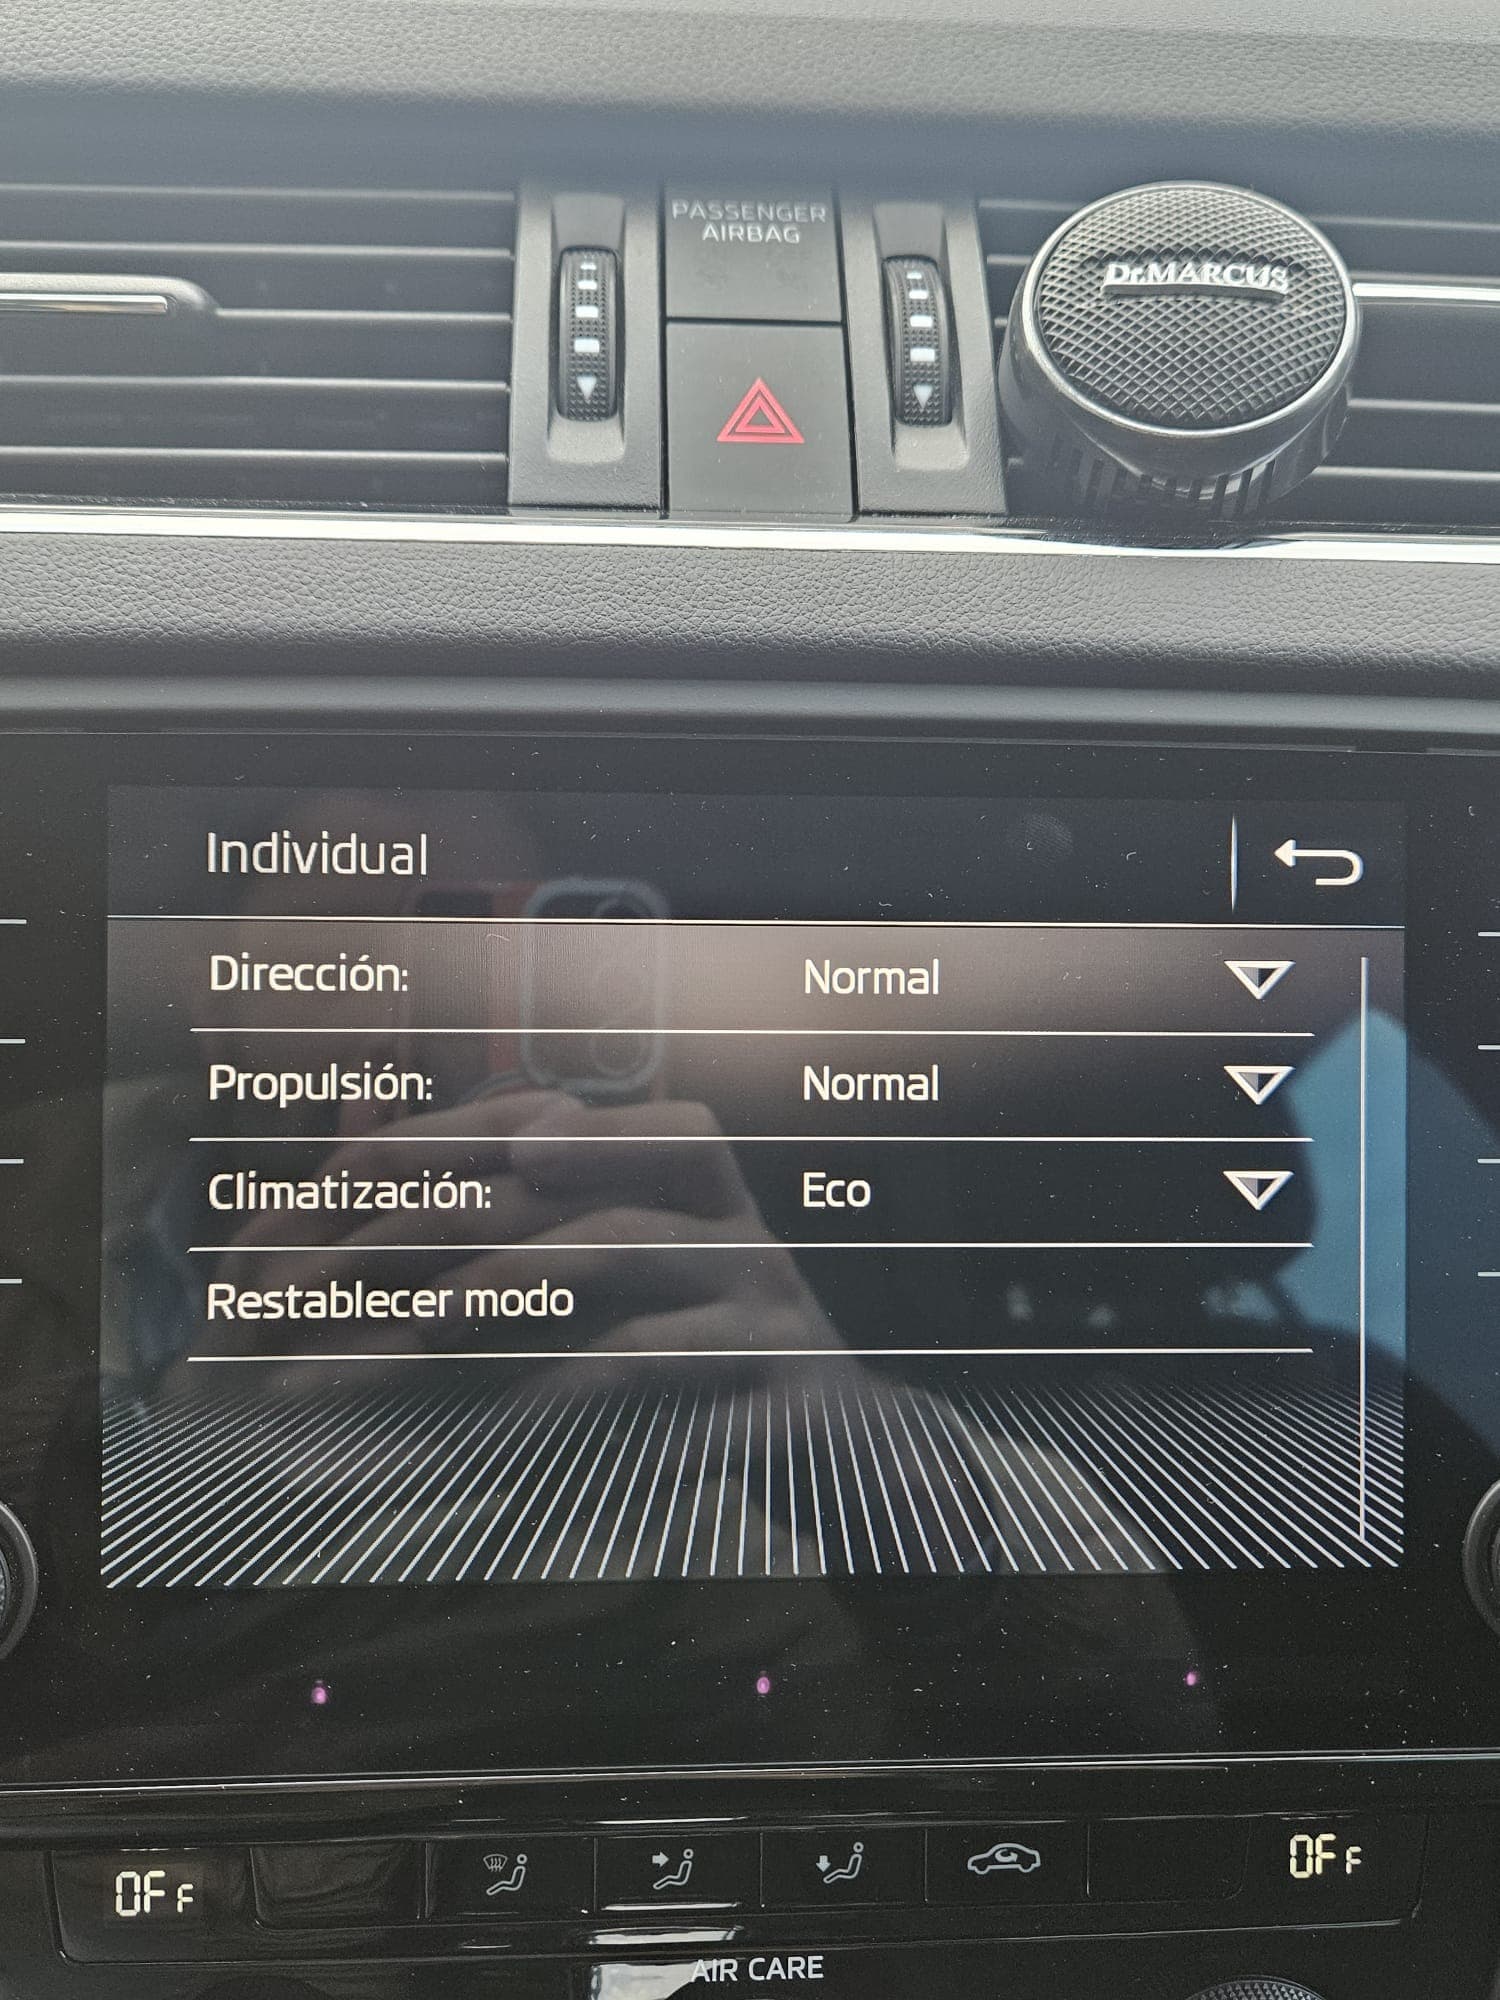 PASSENGER
AIRBAG
Dr.MARCUS
Individual
Dirección: Normal
Propulsión: Normal
Climatización: Eco
Restablecer modo
OFF OFF
AIR CARE